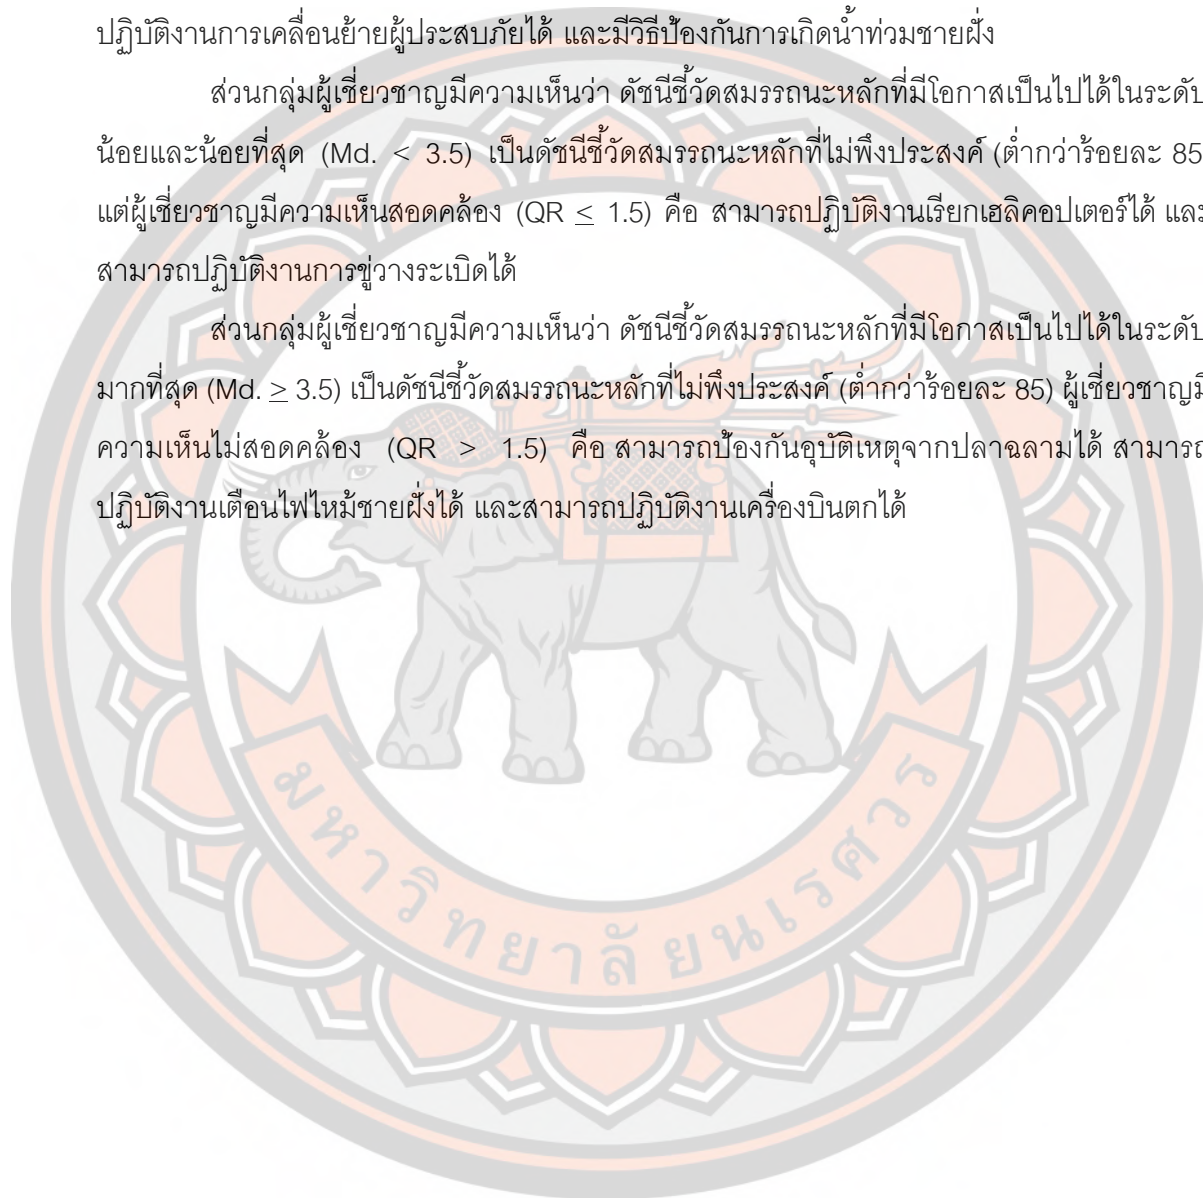 ปฏิบัติงานการเคลื่อนย้ายผู้ประสบภัยได้ และมีวิธีป้องกันการเกิดน้ำท่วมชายฝั่ง
ส่วนกลุ่มผู้เชี่ยวชาญมีความเห็นว่า ดัชนีชี้วัดสมรรถนะหลักที่มีโอกาสเป็นไปได้ในระดับ
น้อยและน้อยที่สุด (Md. < 3.5) เป็นดัชนีชี้วัดสมรรถนะหลักที่ไม่พึงประสงค์ (ต่ำกว่าร้อยละ 85
แต่ผู้เชี่ยวชาญมีความเห็นสอดคล้อง (QR ≤ 1.5) คือ สามารถปฏิบัติงานเรียกเฮลิคอปเตอร์ได้ และ
สามารถปฏิบัติงานการขู่วางระเบิดได้
ส่วนกลุ่มผู้เชี่ยวชาญมีความเห็นว่า ดัชนีชี้วัดสมรรถนะหลักที่มีโอกาสเป็นไปได้ในระดับ
มากที่สุด (Md. ≥ 3.5) เป็นดัชนีชี้วัดสมรรถนะหลักที่ไม่พึงประสงค์ (ต่ำกว่าร้อยละ 85) ผู้เชี่ยวชาญมี
ความเห็นไม่สอดคล้อง (QR > 1.5) คือ สามารถป้องกันอุบัติเหตุจากปลาฉลามได้ สามารถ
ปฏิบัติงานเตือนไฟไหม้ชายฝั่งได้ และสามารถปฏิบัติงานเครื่องบินตกได้
มหาวิทยาลัยนเรศวร